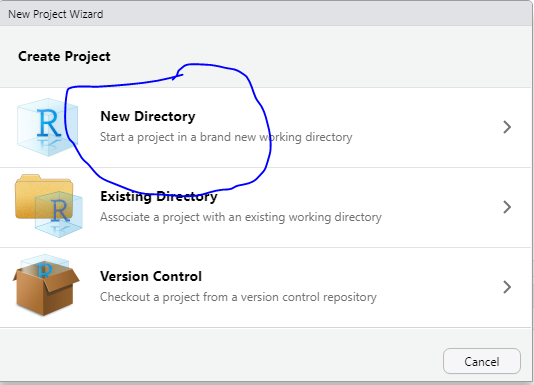 New Project Wizard
Create Project
R
New Directory
Start a project in a brand new working directory
R
Existing Directory
Associate a project with an existing working directory
R
Version Control
Checkout a project from a version control repository
Cancel